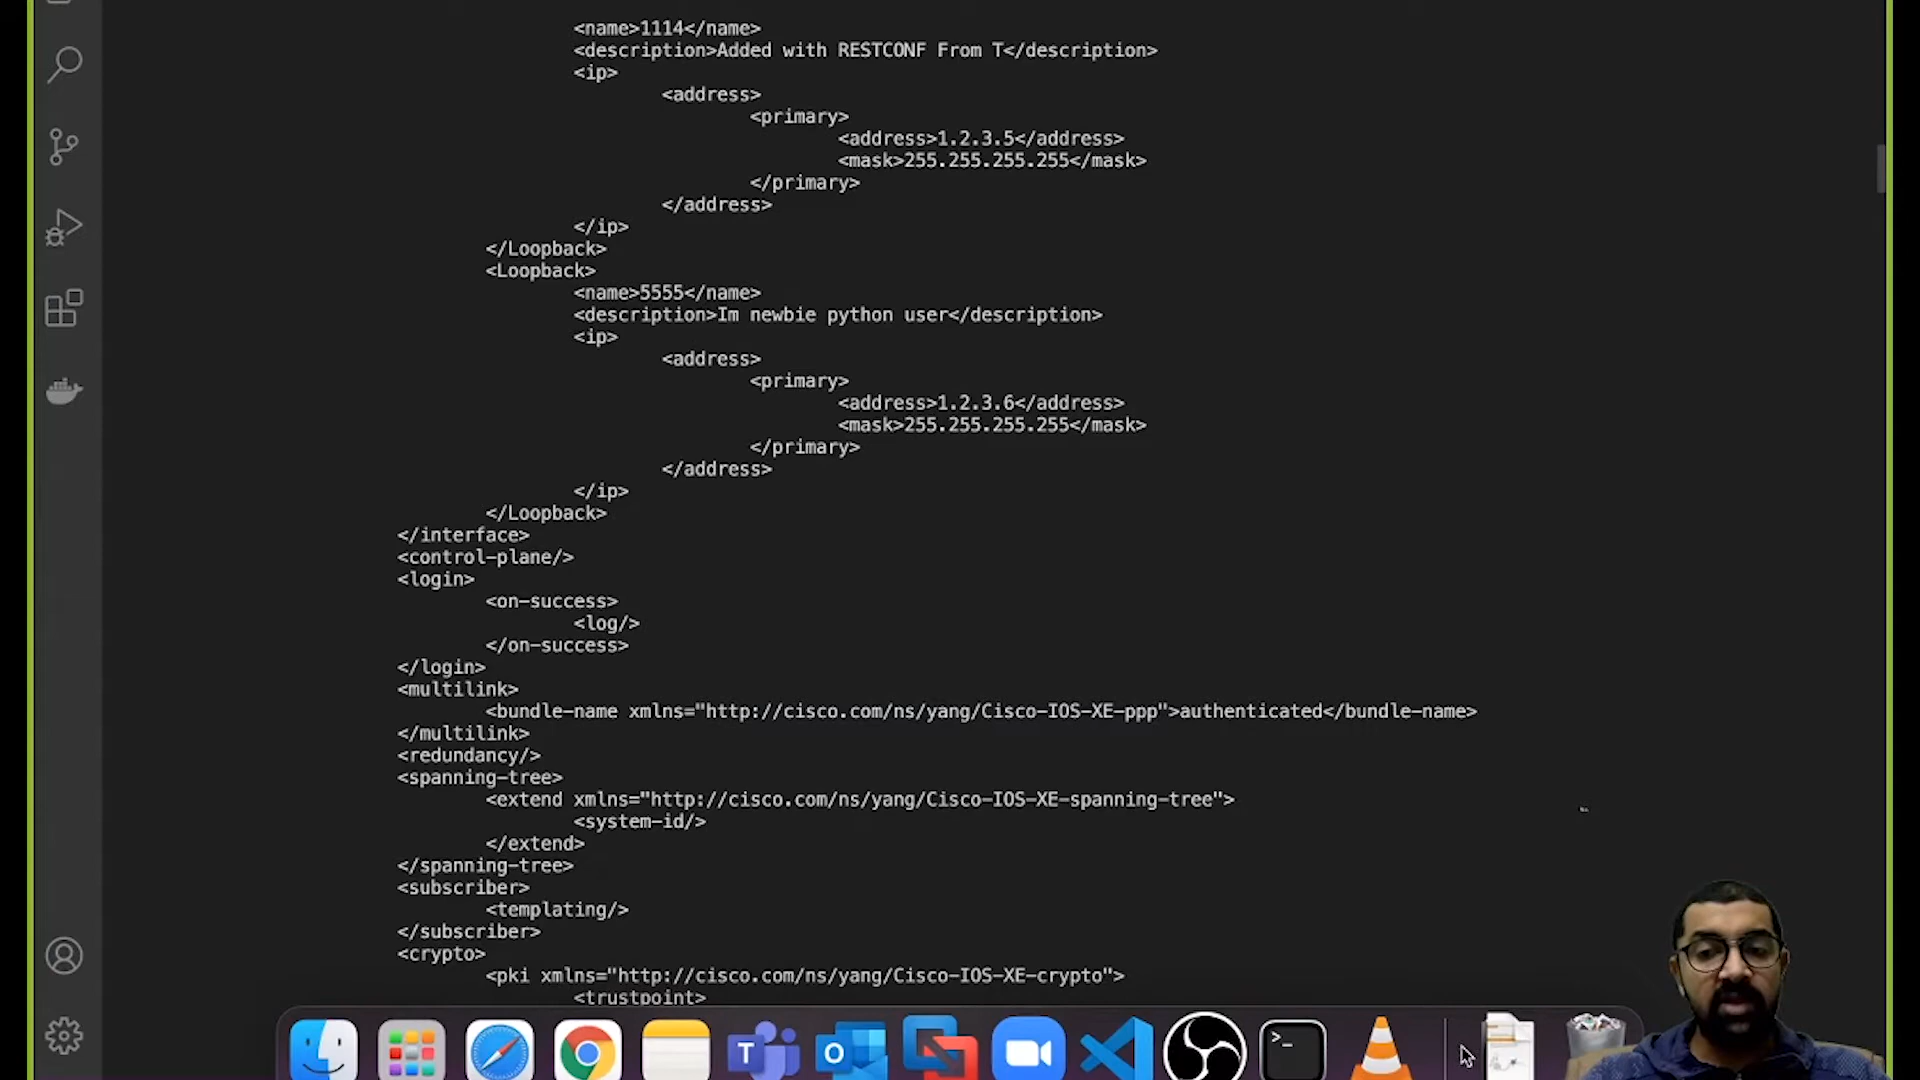 <name>1114</name>
<description>Added with RESTCONF From T</description>
<ip>
<address>
<primary>
<address>1.2.3.5</address>
<mask>255.255.255.255</mask>
</primary>
</address>
</ip>
</Loopback>
<Loopback>
<name>5555</name>
<description>Im newbie python user</description>
<ip>
<address>
<primary>
<address>1.2.3.6</address>
<mask>255.255.255.255</mask>
</primary>
</address>
</ip>
</Loopback>
</interface>
<control-plane/>
<login>
<on-success>
<log/>
</on-success>
</login>
<multilink>
<bundle-name xmlns="http://cisco.com/ns/yang/Cisco-IOS-XE-ppp">authenticated</bundle-name>
</multilink>
<redundancy/>
<spanning-tree>
<extend xmlns="http://cisco.com/ns/yang/Cisco-IOS-XE-spanning-tree">
<system-id/>
</extend>
</spanning-tree>
<subscriber>
<templating/>
</subscriber>
<crypto>
<pki xmlns="http://cisco.com/ns/yang/Cisco-IOS-XE-crypto">
<trustpoint>
T
O
>_